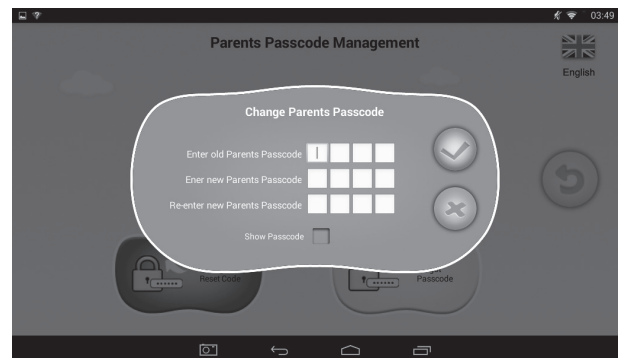 03:49
Parents Passcode Management
English
Change Parents Passcode
Enter old Parents Passcode
Ener new Parents Passcode
Re-enter new Parents Passcode
Show Passcode
Reset Code
Passcode